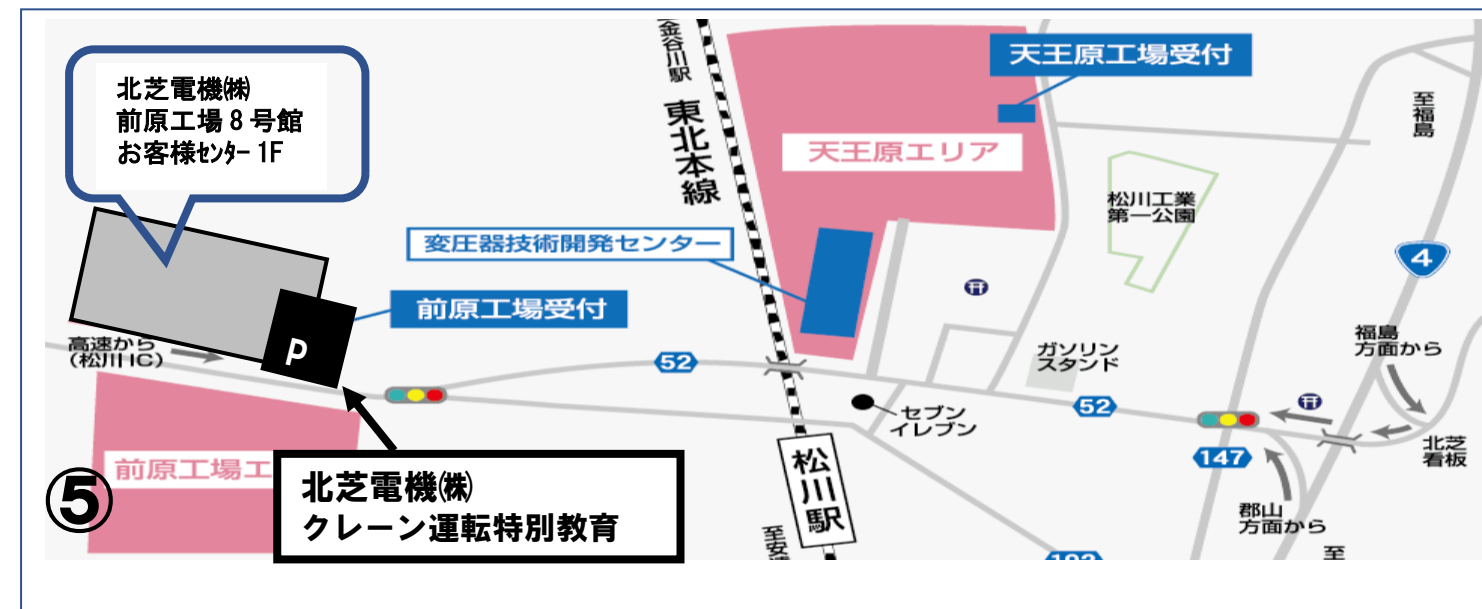 北芝電機㈱
前原工場8号館
お客様ｾﾝﾀｰ1F
金谷川駅
東北本線
天王原工場受付
天王原エリア
至福島
松川工業
第一公園
変圧器技術開発センター
4
前原工場受付
P
高速から
(松川IC)
52
ガソリン
スタンド
福島
方面から
52
セブン
イレブン
147
北芝
看板
前原工場エ
⑤
北芝電機㈱
クレーン運転特別教育
松川駅
郡山
方面から
至安
至